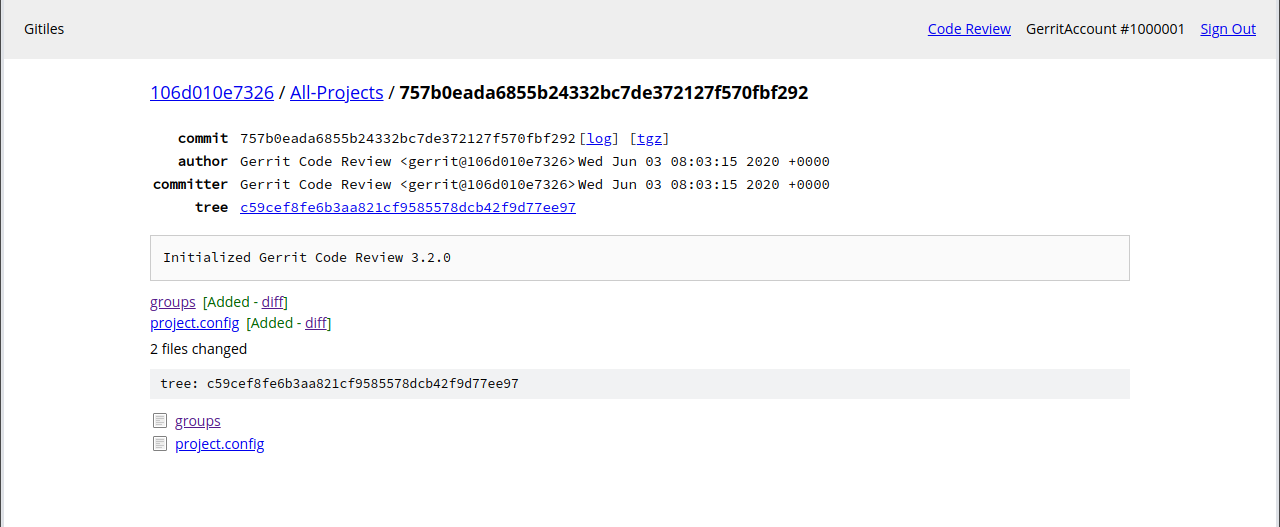 Gitiles Code Review GerritAccount #1000001 Sign Out
106d010e7326 / All-Projects / 757b0eada6855b24332bc7de372127f570fbf292
commit 757b0eada6855b24332bc7de372127f570fbf292 [log] [tgz]
author Gerrit Code Review <gerrit@106d010e7326> Wed Jun 03 08:03:15 2020 +0000
committer Gerrit Code Review <gerrit@106d010e7326> Wed Jun 03 08:03:15 2020 +0000
tree c59cef8fe6b3aa821cf9585578dcb42f9d77ee97
Initialized Gerrit Code Review 3.2.0
groups [Added - diff]
project.config [Added - diff]
2 files changed
tree: c59cef8fe6b3aa821cf9585578dcb42f9d77ee97
groups
project.config